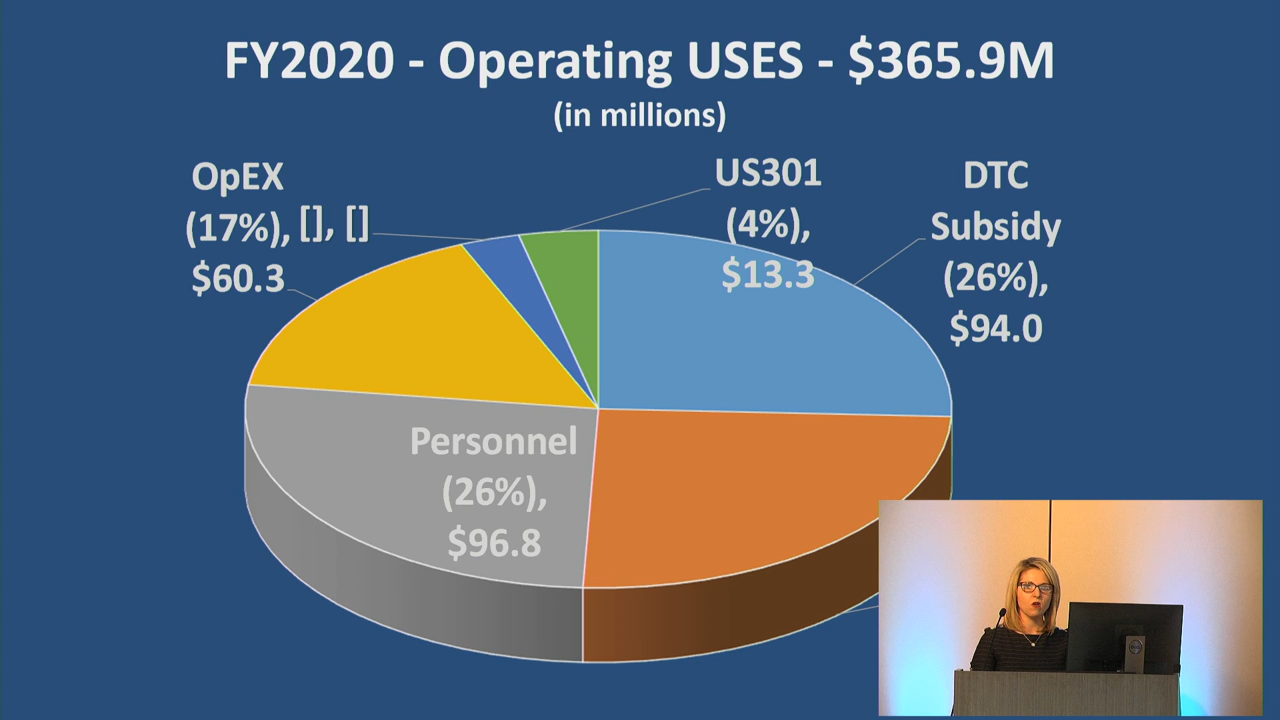 FY2020 - Operating USES - $365.9M
(in millions)
OpEX
(17%),
$60.3
[], []
US301
(4%),
$13.3
DTC
Subsidy
(26%),
$94.0
Personnel
(26%),
$96.8